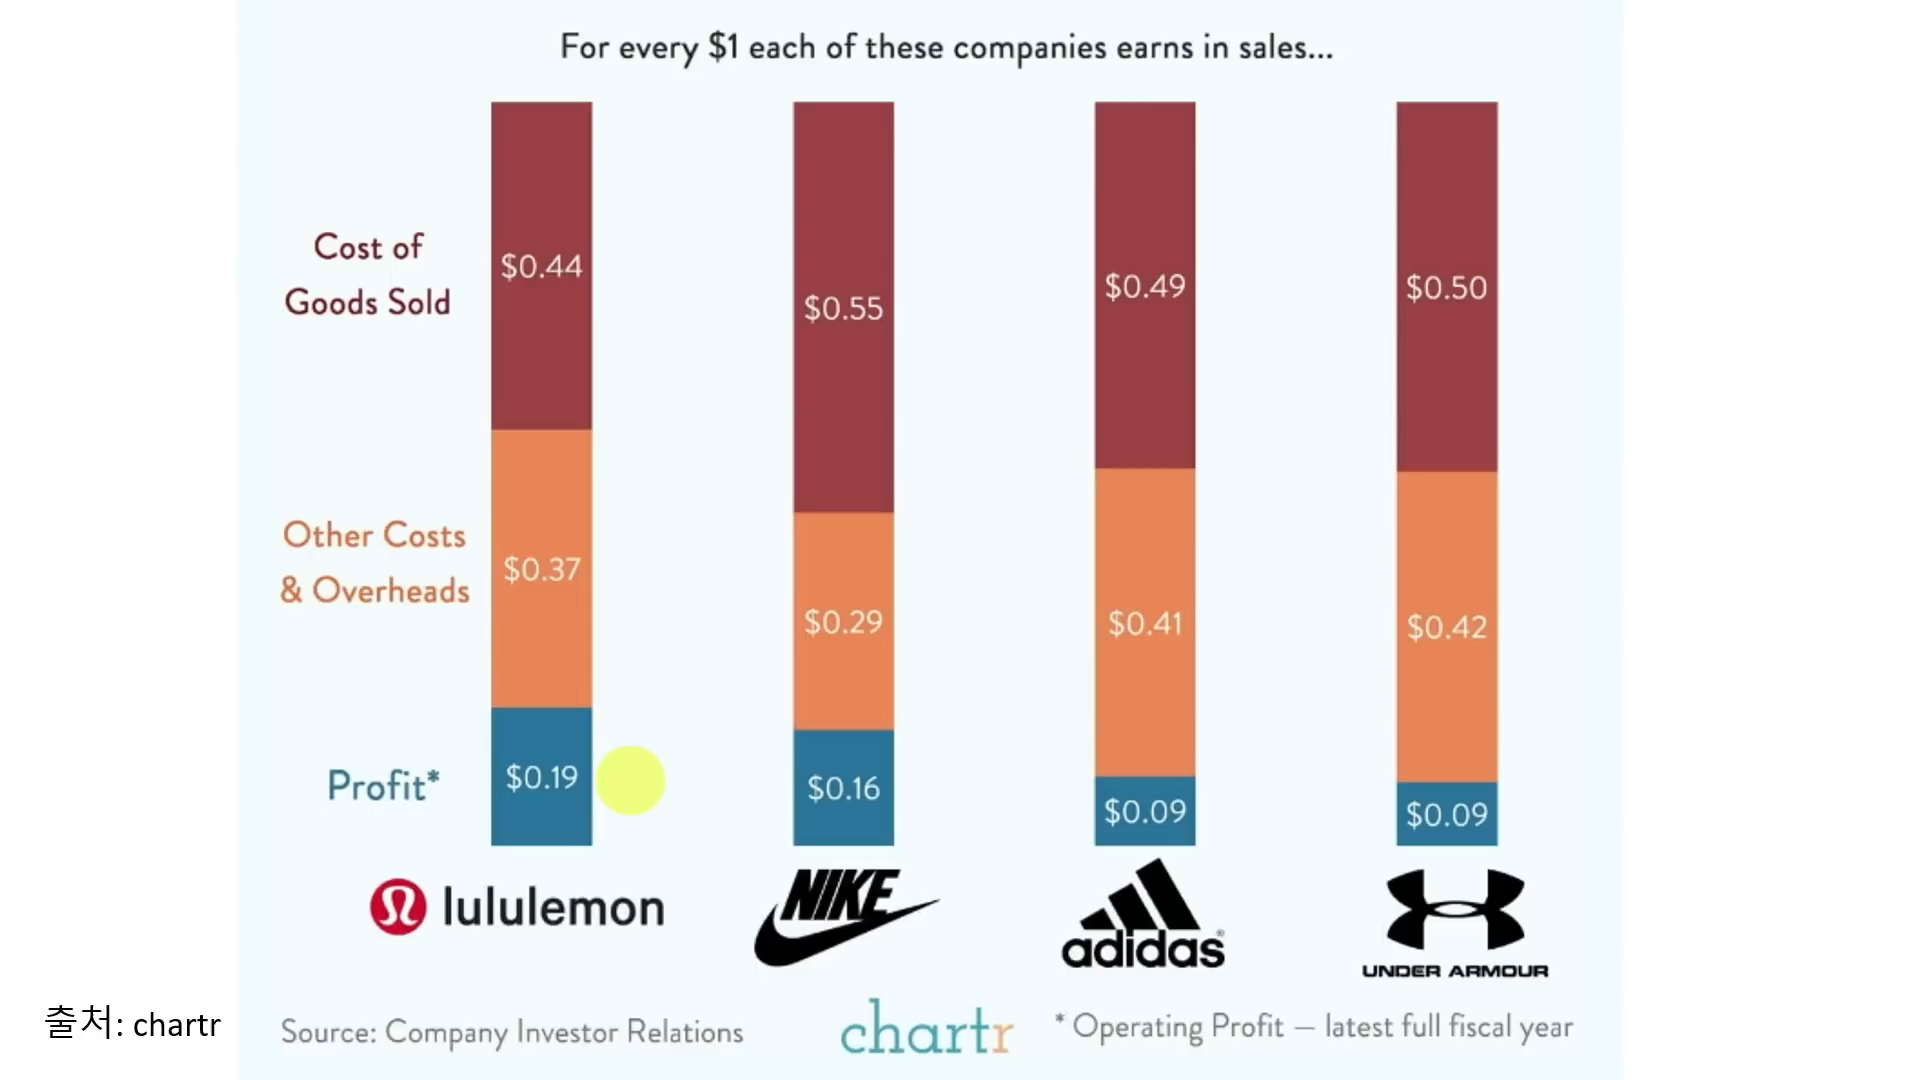 For every $1 each of these companies earns in sales...
Cost of
Goods Sold
$0.44
$0.55
$0.49
$0.50
Other Costs
& Overheads
$0.37
$0.29
$0.41
$0.42
Profit*
$0.19
$0.16
$0.09
$0.09
lululemon
NIKE
adidas®
UNDER ARMOUR
출처: chartr
Source: Company Investor Relations
chartr
* Operating Profit — latest full fiscal year